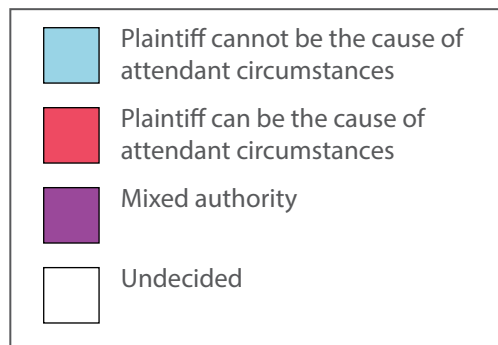 Plaintiff cannot be the cause of
attendant circumstances
Plaintiff can be the cause of
attendant circumstances
Mixed authority
Undecided